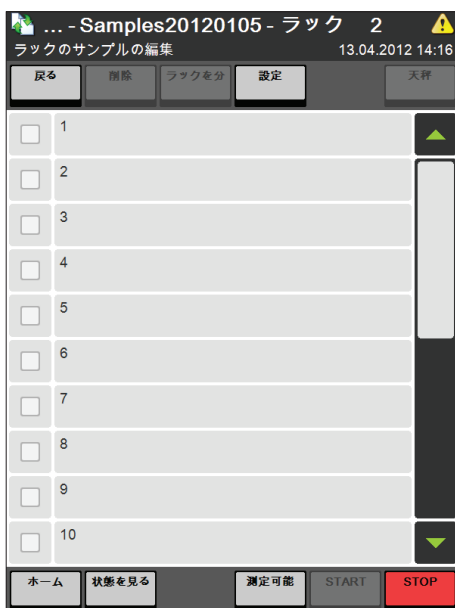 ... - Samples20120105 - ラック 2
ラックのサンプルの編集 13.04.2012 14:16
戻る 削除 ラックを分 設定 天秤
1
2
3
4
5
6
7
8
9
10
ホーム 状態を見る 測定可能 START STOP